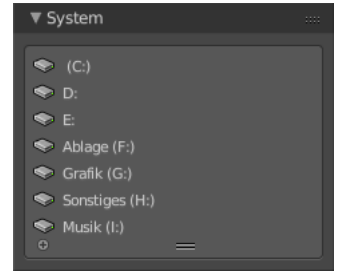 System
(C:)
D:
E:
Ablage (F:)
Grafik (G:)
Sonstiges (H:)
Musik (I:)